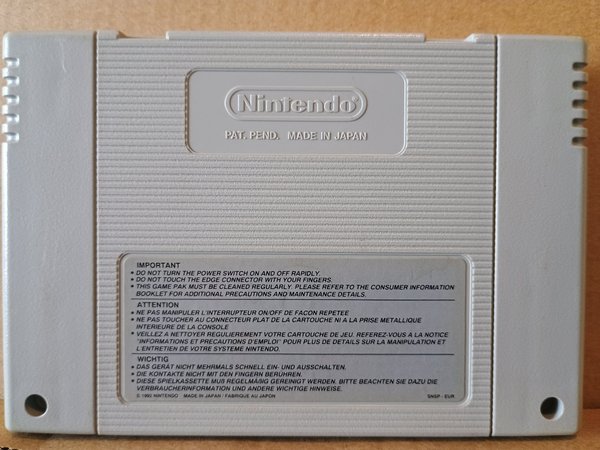 Nintendo®
PAT. PEND. MADE IN JAPAN
IMPORTANT
• DO NOT TURN THE POWER SWITCH ON AND OFF RAPIDLY.
• DO NOT TOUCH THE EDGE CONNECTOR WITH YOUR FINGERS.
• THIS GAME PAK MUST BE CLEANED REGULARLY. PLEASE REFER TO THE CONSUMER INFORMATION
BOOKLET FOR ADDITIONAL PRECAUTIONS AND MAINTENANCE DETAILS.
ATTENTION
• NE PAS MANIPULER L'INTERRUPTEUR ON/OFF DE FACON REPETEE
• NE PAS TOUCHER AU CONNECTEUR PLAT DE LA CARTOUCHE NI A LA PRISE METALLIQUE
INTERIEURE DE LA CONSOLE
• VEILLEZ A NETTOYER REGULIEREMENT VOTRE CARTOUCHE DE JEU. REFEREZ-VOUS A LA NOTICE
"INFORMATIONS ET PRECAUTIONS D'EMPLOI" POUR PLUS DE DETAILS SUR LA MANIPULATION ET
L'ENTRETIEN DE VOTRE SYSTEME NINTENDO.
WICHTIG
• DAS GERÄT NICHT MEHRMALS SCHNELL EIN- UND AUSSCHALTEN.
• DIE KONTAKTE NICHT MIT DEN FINGERN BERÜHREN.
• DIESE SPIELKASSETTE MUß REGELMÄßIG GEREINIGT WERDEN. BITTE BEACHTEN SIE DAZU DIE
VERBRAUCHERINFORMATION UND ANDERE WICHTIGE HINWEISE.
© 1992 NINTENDO MADE IN JAPAN / FABRIQUE AU JAPON SNSP - EUR